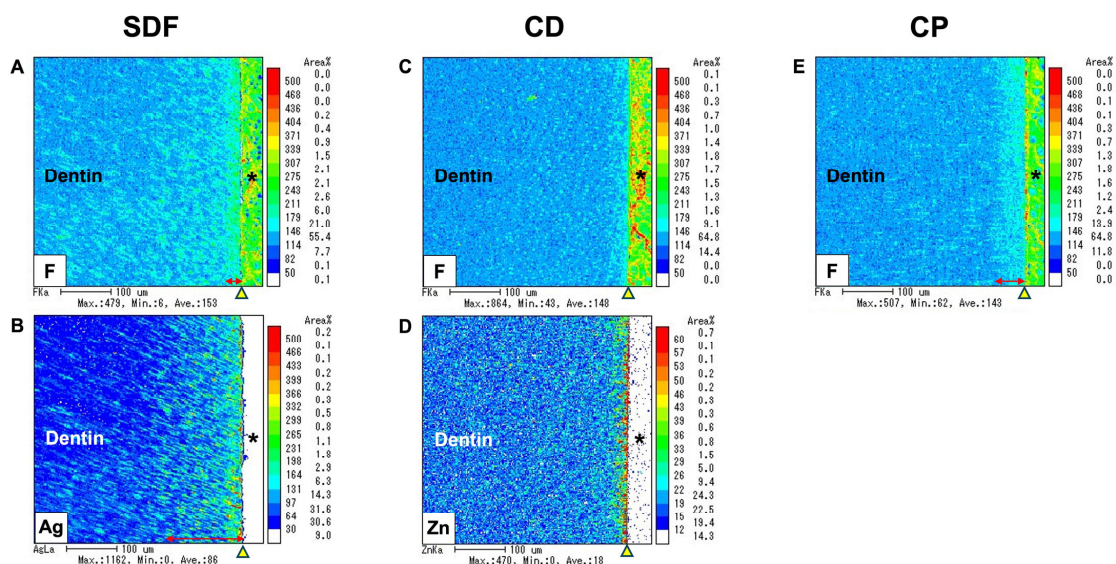 SDF
CD
CP
A
Area%
500 0.0
468 0.0
436 0.0
404 0.2
371 0.4
339 0.9
307 1.5
275 2.1
243 2.1
211 2.6
178 6.0
146 21.0
114 55.4
82 7.7
50 0.1
0.1
Dentin
*
F
FKa 100 um
Max.:479, Min.:6, Ave.:153
C
Area%
500 0.1
468 0.1
436 0.3
404 0.7
371 1.0
339 1.4
307 1.8
275 1.7
243 1.5
211 1.3
178 1.6
146 9.1
114 64.8
82 14.4
50 0.0
0.0
Dentin
*
F
FKa 100 um
Max.:864, Min.:43, Ave.:148
E
Area%
500 0.0
468 0.0
436 0.1
404 0.2
371 0.3
339 0.6
307 1.3
275 1.8
243 1.6
211 1.2
178 2.4
146 13.9
114 64.8
82 11.8
50 0.0
0.0
Dentin
*
F
FKa 100 um
Max.:507, Min.:62, Ave.:143
B
Area%
500 0.2
466 0.1
433 0.1
399 0.2
366 0.2
332 0.3
299 0.5
265 0.8
231 1.1
198 1.8
164 2.9
131 6.3
97 14.3
64 31.6
30 30.6
9.0
Dentin
*
Ag
AgLa 100 um
Max.:1162, Min.:0, Ave.:86
D
Area%
60 0.7
57 0.1
53 0.1
50 0.1
46 0.2
43 0.3
39 0.3
36 0.6
33 0.8
29 1.5
26 5.0
22 9.4
19 24.3
15 22.5
12 19.4
14.3
Dentin
*
Zn
ZnKa 100 um
Max.:470, Min.:0, Ave.:18